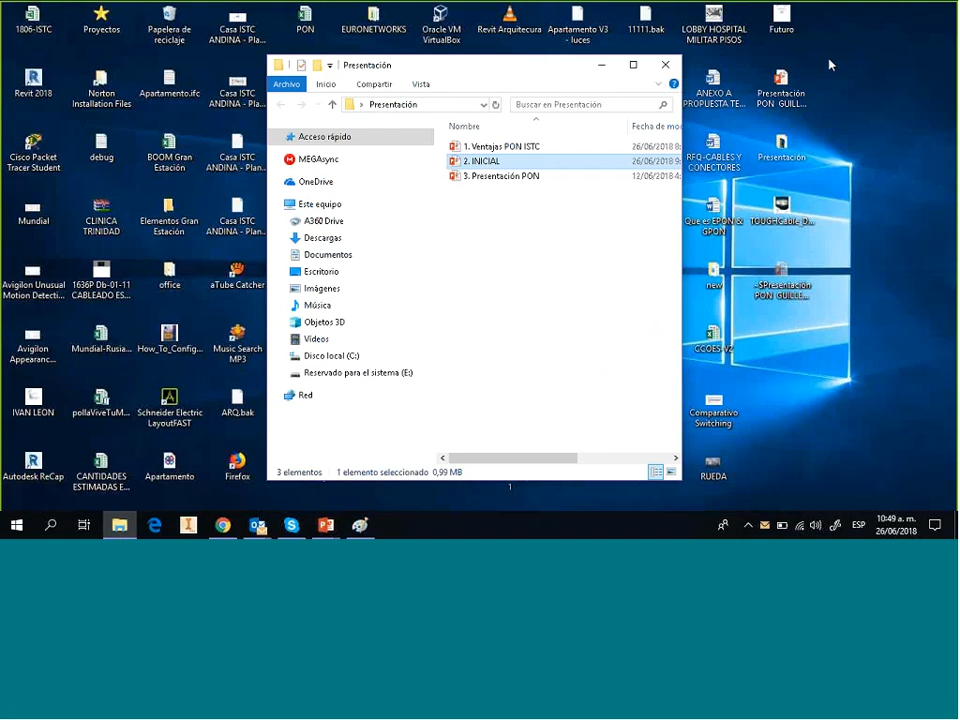 1806-ISTC
Proyectos
Papelera de
reciclaje
Casa ISTC
ANDINA - Pla...
PON
EURONETWORKS
Oracle VM
VirtualBox
Revit Arquitectura
Apartamento V3
- luces
11111.bak
LOBBY HOSPITAL
MILITAR PISOS
Futuro
Revit 2018
Norton
Installation Files
Apartamento.ifc
Casa ISTC
ANDINA - Plan...
ANEXO A
PROPUESTA TE...
Presentación
PON GUILL...
Cisco Packet
Tracer Student
debug
BOOM Gran
Estación
Casa ISTC
ANDINA - Plan...
RFQ-CABLES Y
CONECTORES
Presentación
Mundial
CLINICA
TRINIDAD
Elementos Gran
Estación
Casa ISTC
ANDINA - Plan...
Que es EPON &
GPON
TOUGHCable_D...
Avigilon Unusual
Motion Detecti...
1636P Db-01-11
CABLEADO ES...
office
aTube Catcher
new
~$Presentación
PON GUILLE...
Avigilon
Appearanc...
Mundial-Rusia...
How_To_Config...
Music Search
MP3
CCOES-VZ
IVAN LEON
pollaViveTuM...
Schneider Electric
LayoutFAST
ARQ.bak
Comparativo
Switching
Autodesk ReCap
CANTIDADES
ESTIMADAS E...
Apartamento
Firefox
RUEDA
Presentación
Archivo
Inicio
Compartir
Vista
Presentación
Buscar en Presentación
Acceso rápido
MEGAsync
OneDrive
Este equipo
A360 Drive
Descargas
Documentos
Escritorio
Imágenes
Música
Objetos 3D
Vídeos
Disco local (C:)
Reservado para el sistema (E:)
Red
Nombre
Fecha de mo
1. Ventajas PON ISTC
26/06/2018 8:
2. INICIAL
26/06/2018 9:
3. Presentación PON
12/06/2018 4:
3 elementos
1 elemento seleccionado 0,99 MB
1
ESP
10:49 a.m.
26/06/2018